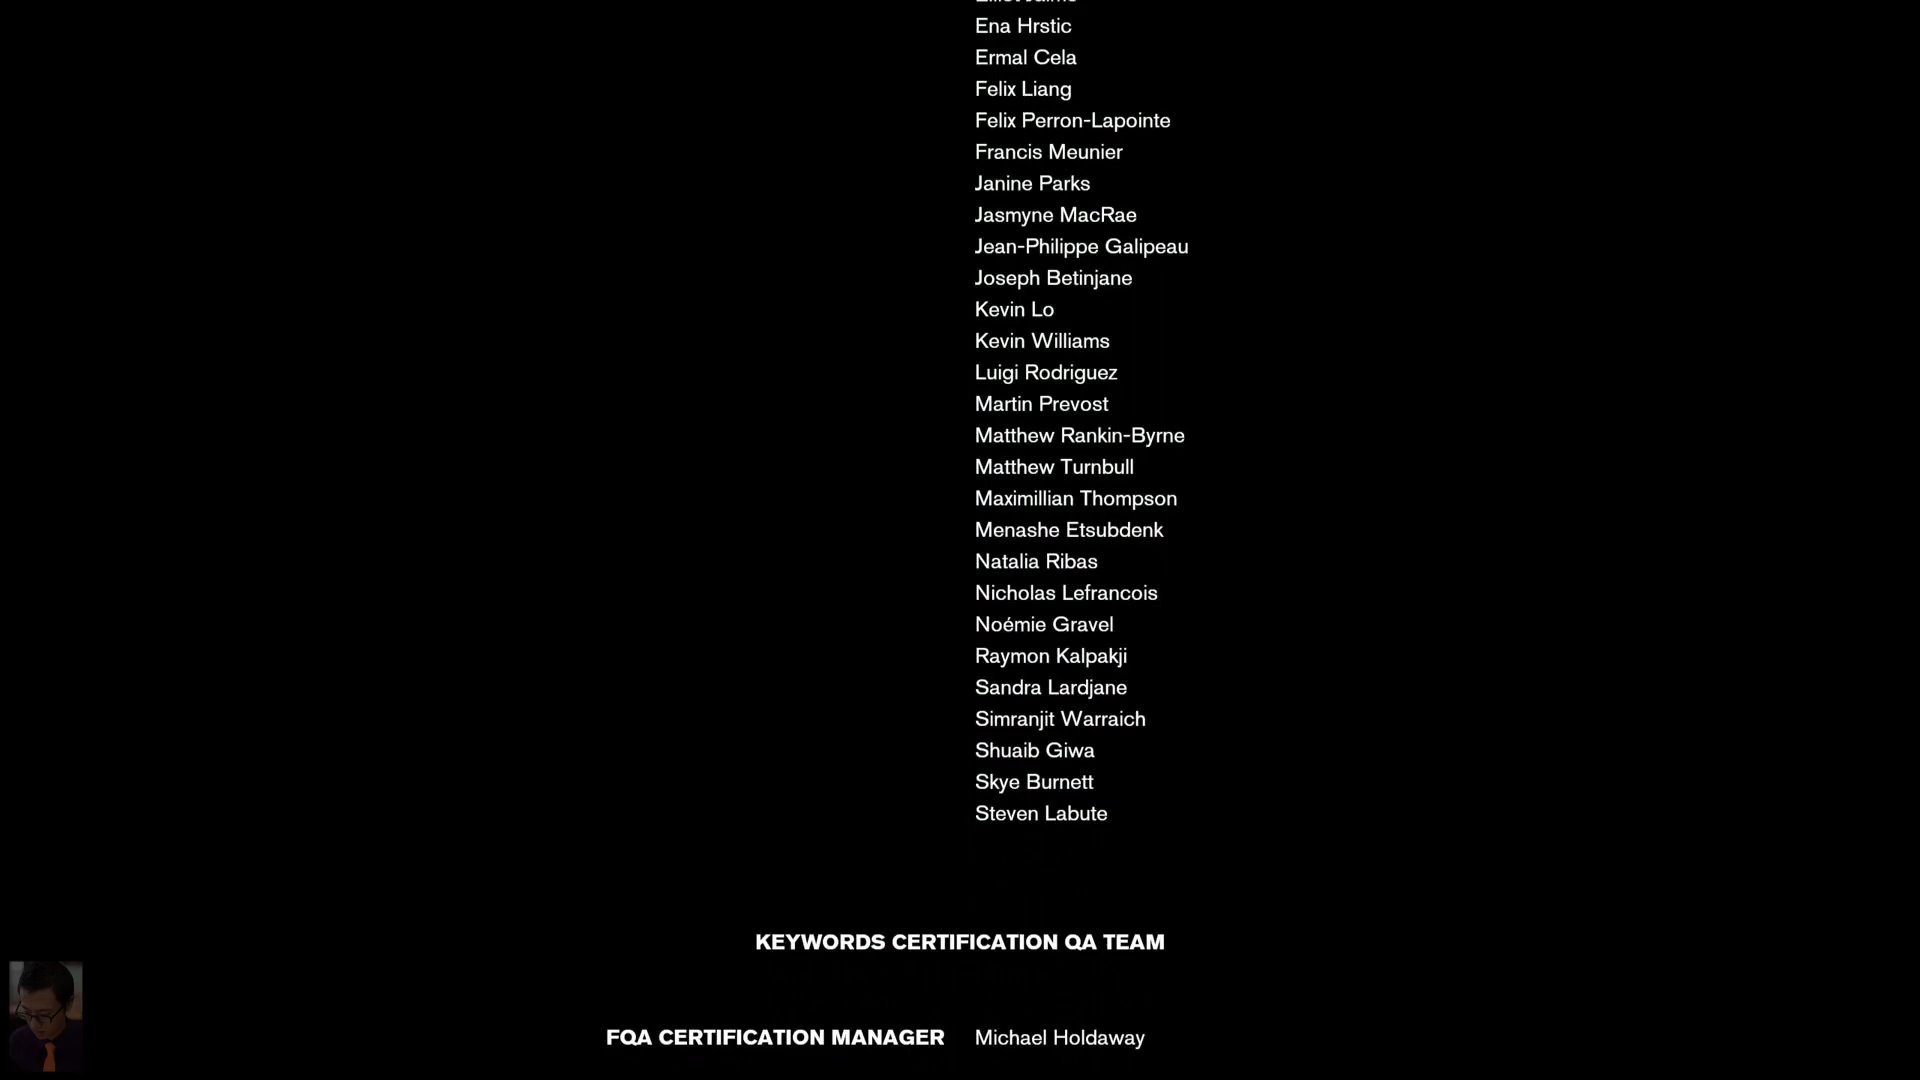 Ena Hrstic
Ermal Cela
Felix Liang
Felix Perron-Lapointe
Francis Meunier
Janine Parks
Jasmyne MacRae
Jean-Philippe Galipeau
Joseph Betinjane
Kevin Lo
Kevin Williams
Luigi Rodriguez
Martin Prevost
Matthew Rankin-Byrne
Matthew Turnbull
Maximillian Thompson
Menashe Etsubdenk
Natalia Ribas
Nicholas Lefrancois
Noémie Gravel
Raymon Kalpakji
Sandra Lardjane
Simranjit Warraich
Shuaib Giwa
Skye Burnett
Steven Labute
KEYWORDS CERTIFICATION QA TEAM
FQA CERTIFICATION MANAGER Michael Holdaway